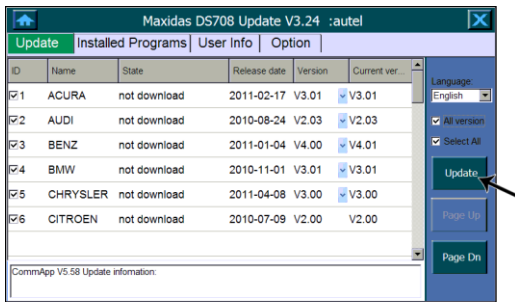 Maxidas DS708 Update V3.24 :autel
Update Installed Programs User Info Option
ID Name State Release date Version Current ver...
1 ACURA not download 2011-02-17 V3.01 V3.01
2 AUDI not download 2010-08-24 V2.03 V2.03
3 BENZ not download 2011-01-04 V4.00 V4.01
4 BMW not download 2010-11-01 V3.01 V3.01
5 CHRYSLER not download 2011-04-08 V3.00 V3.00
6 CITROEN not download 2010-07-09 V2.00 V2.00
Language:
English
All version
Select All
Update
Page Up
Page Dn
CommApp V5.58 Update infomation: